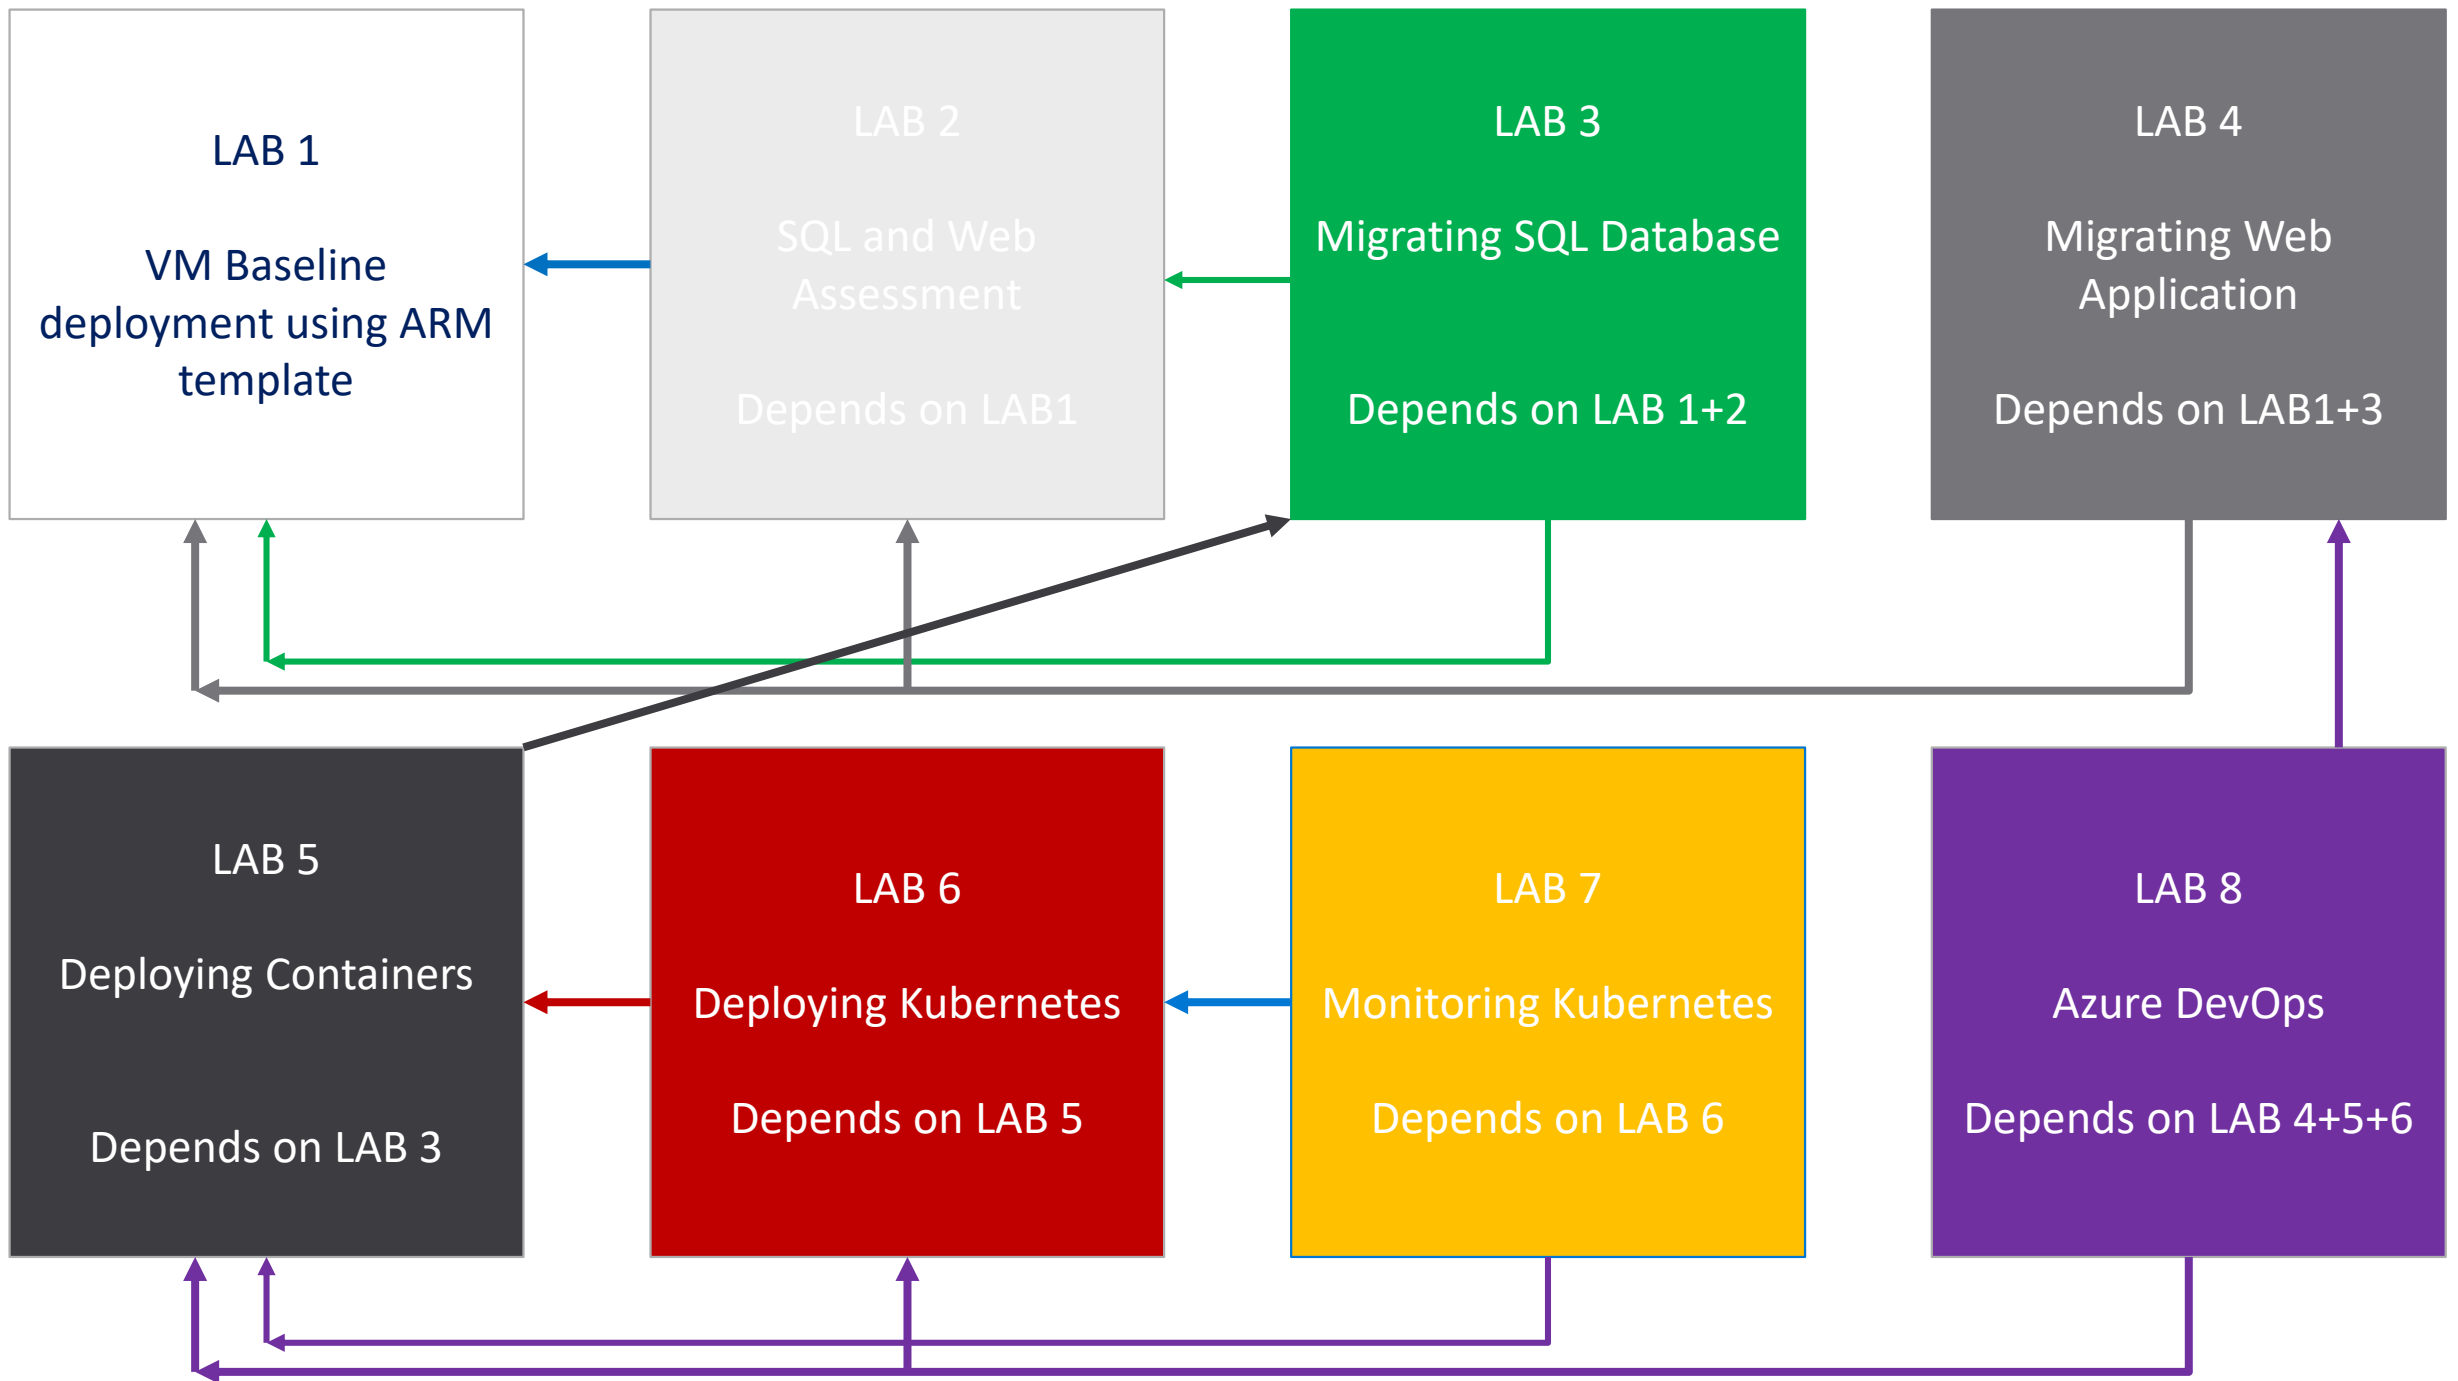 LAB 1
VM Baseline
deployment using ARM
template
LAB 2
SQL and Web
Assessment
Depends on LAB1
LAB 3
Migrating SQL Database
Depends on LAB 1+2
LAB 4
Migrating Web
Application
Depends on LAB1+3
LAB 5
Deploying Containers
Depends on LAB 3
LAB 6
Deploying Kubernetes
Depends on LAB 5
LAB 7
Monitoring Kubernetes
Depends on LAB 6
LAB 8
Azure DevOps
Depends on LAB 4+5+6